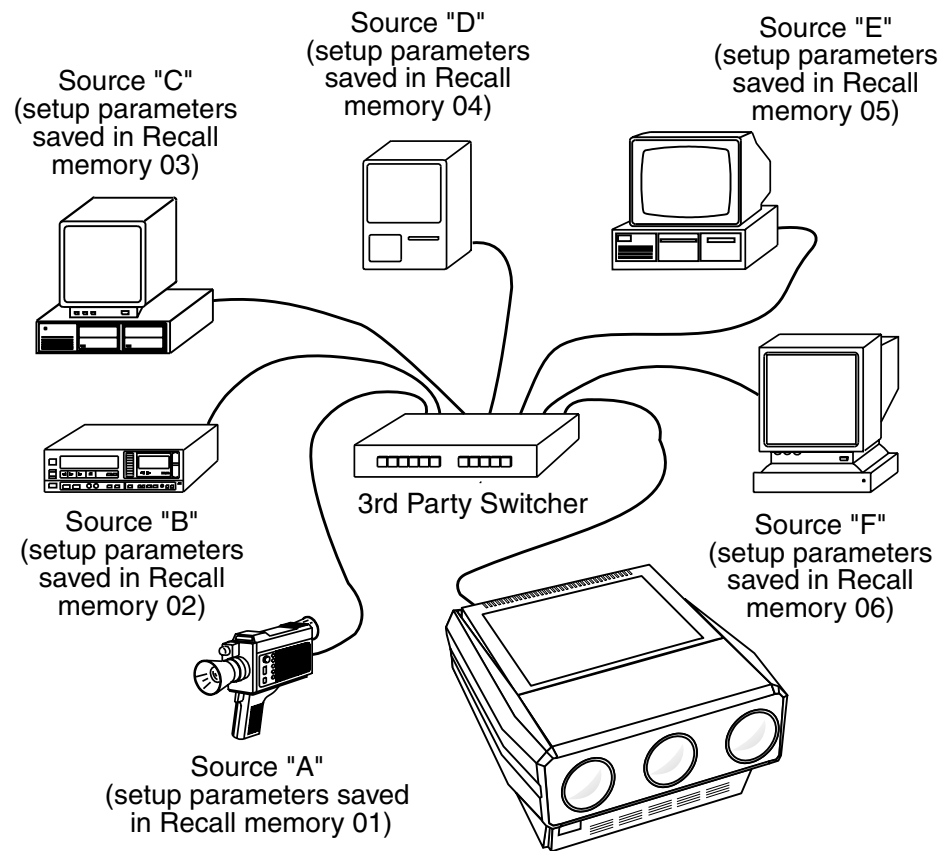 Source "D"
(setup parameters
saved in Recall
memory 04)
Source "E"
(setup parameters
saved in Recall
memory 05)
Source "C"
(setup parameters
saved in Recall
memory 03)
3rd Party Switcher
Source "B"
(setup parameters
saved in Recall
memory 02)
Source "F"
(setup parameters
saved in Recall
memory 06)
Source "A"
(setup parameters saved
in Recall memory 01)